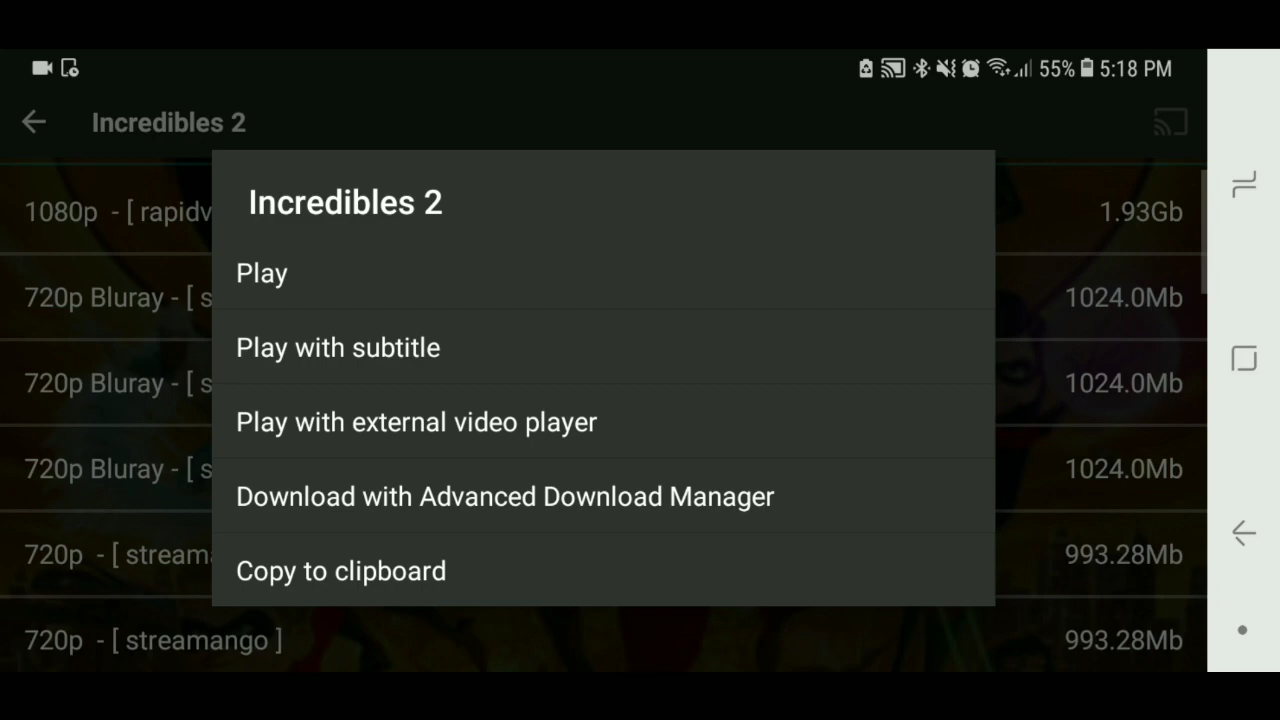 55% 5:18 PM
Incredibles 2
Incredibles 2
1080p - [ rapidv 1.93Gb
Play
720p Bluray - [ s 1024.0Mb
Play with subtitle
720p Bluray - [ s 1024.0Mb
Play with external video player
720p Bluray - [ s 1024.0Mb
Download with Advanced Download Manager
720p - [ streama 993.28Mb
Copy to clipboard
720p - [ streamango ] 993.28Mb